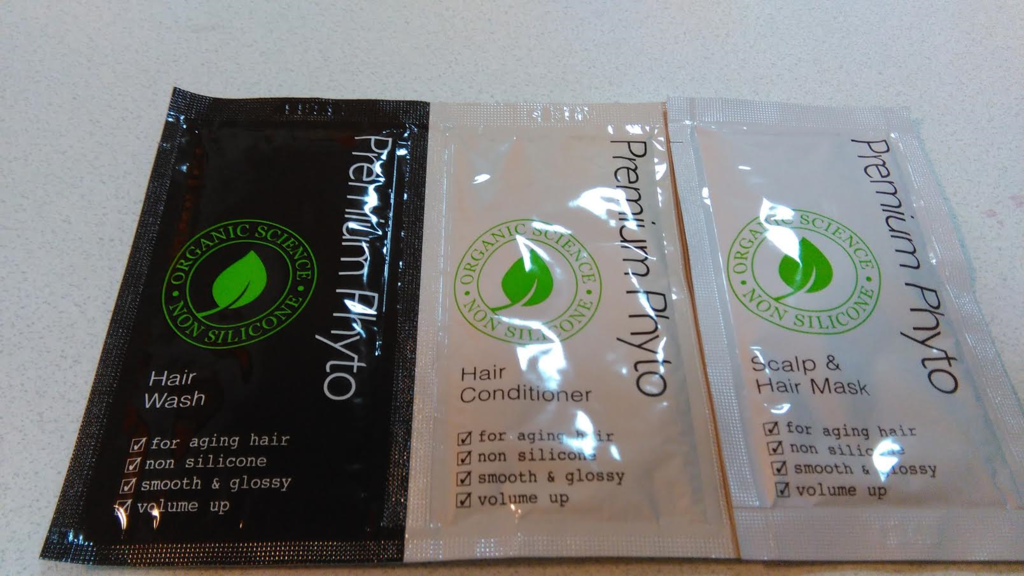 Premium Phyto
ORGANIC SCIENCE
• NON SILICONE •
Hair
Wash
☑ for aging hair
☑ non silicone
☑ smooth & glossy
☑ volume up
Premium Phyto
ORGANIC SCIENCE
• NON SILICONE •
Hair
Conditioner
☑ for aging hair
☑ non silicone
☑ smooth & glossy
☑ volume up
Premium Phyto
ORGANIC SCIENCE
• NON SILICONE •
Scalp &
Hair Mask
☑ for aging hair
☑ non silicone
☑ smooth & glossy
☑ volume up